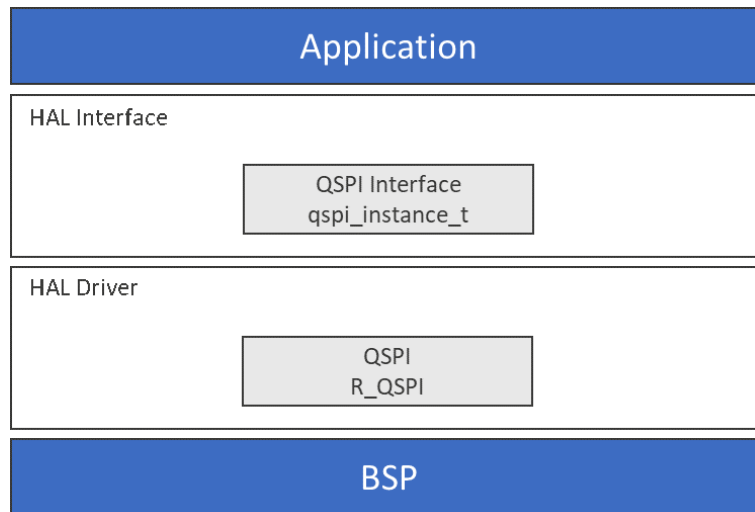 Application
HAL Interface
QSPI Interface
qspi_instance_t
HAL Driver
QSPI
R_QSPI
BSP